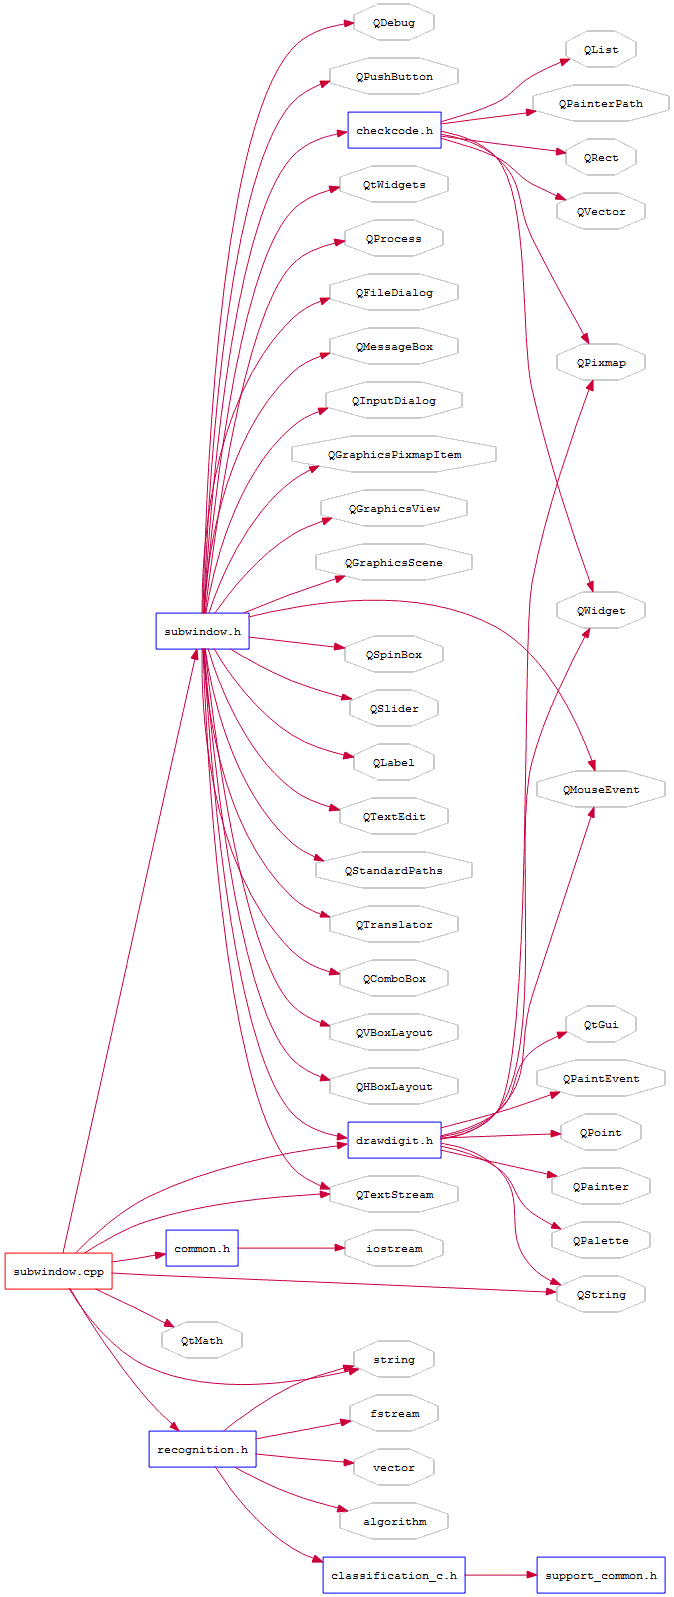 QDebug
QList
QPushButton
QPainterPath
checkcode.h
QRect
QtWidgets
QVector
QProcess
QFileDialog
QMessageBox
QPixmap
QInputDialog
QGraphicsPixmapItem
QGraphicsView
QGraphicsScene
QWidget
subwindow.h
QSpinBox
QSlider
QLabel
QMouseEvent
QTextEdit
QStandardPaths
QTranslator
QComboBox
QtGui
QVBoxLayout
QPaintEvent
QHBoxLayout
QPoint
drawdigit.h
QPainter
QTextStream
QPalette
common.h
iostream
subwindow.cpp
QString
QtMath
string
fstream
recognition.h
vector
algorithm
classification_c.h
support_common.h